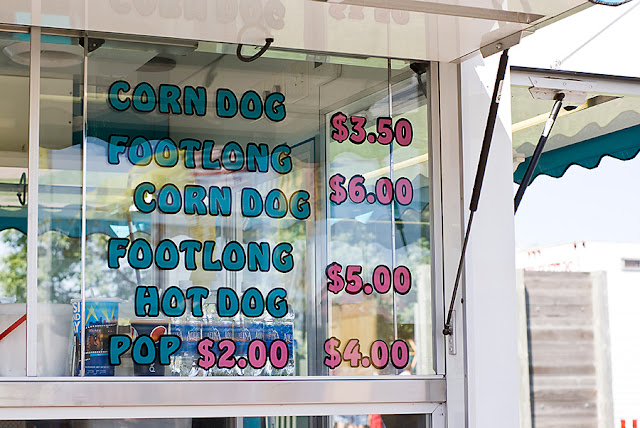 CORN DOG $3.50
FOOTLONG
CORN DOG $6.00
FOOTLONG
HOT DOG $5.00
POP $2.00 $4.00